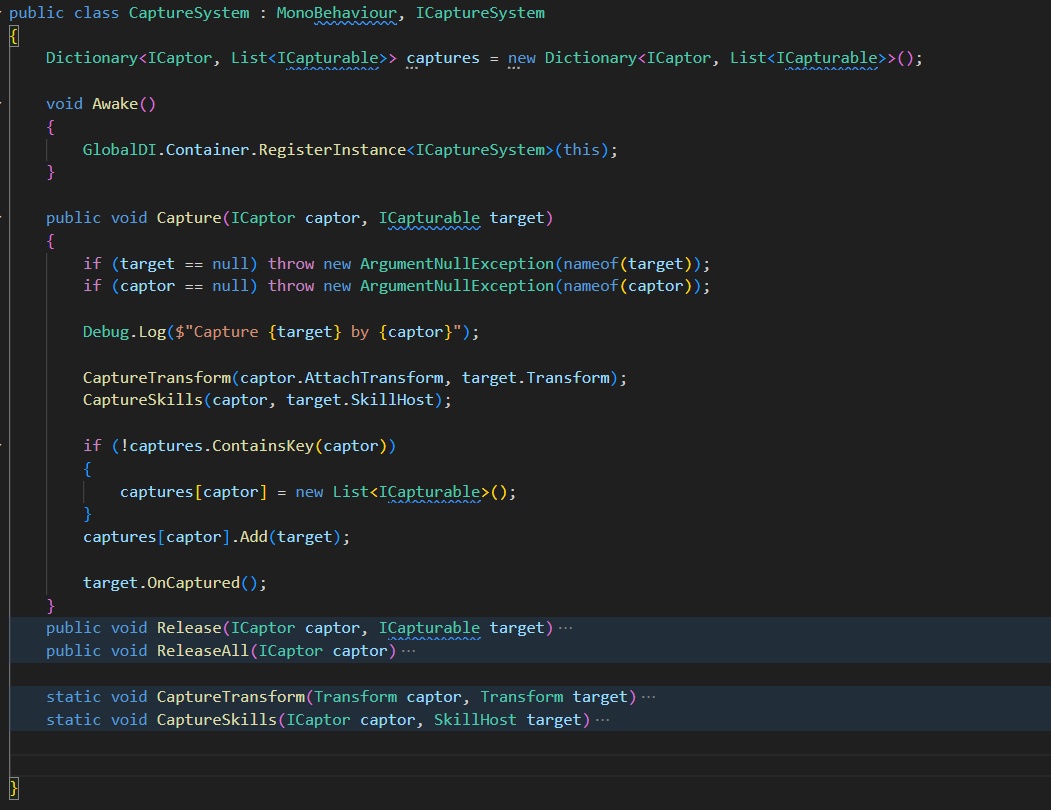 public class CaptureSystem : MonoBehaviour, ICaptureSystem
{
    Dictionary<ICaptor, List<ICapturable>> captures = new Dictionary<ICaptor, List<ICapturable>>();
    void Awake()
    {
        GlobalDI.Container.RegisterInstance<ICaptureSystem>(this);
    }
    public void Capture(ICaptor captor, ICapturable target)
    {
        if (target == null) throw new ArgumentNullException(nameof(target));
        if (captor == null) throw new ArgumentNullException(nameof(captor));
        Debug.Log($"Capture {target} by {captor}");
        CaptureTransform(captor.AttachTransform, target.Transform);
        CaptureSkills(captor, target.SkillHost);
        if (!captures.ContainsKey(captor))
        {
            captures[captor] = new List<ICapturable>();
        }
        captures[captor].Add(target);
        target.OnCaptured();
    }
    public void Release(ICaptor captor, ICapturable target) ···
    public void ReleaseAll(ICaptor captor) ···
    static void CaptureTransform(Transform captor, Transform target) ···
    static void CaptureSkills(ICaptor captor, SkillHost target) ···
}